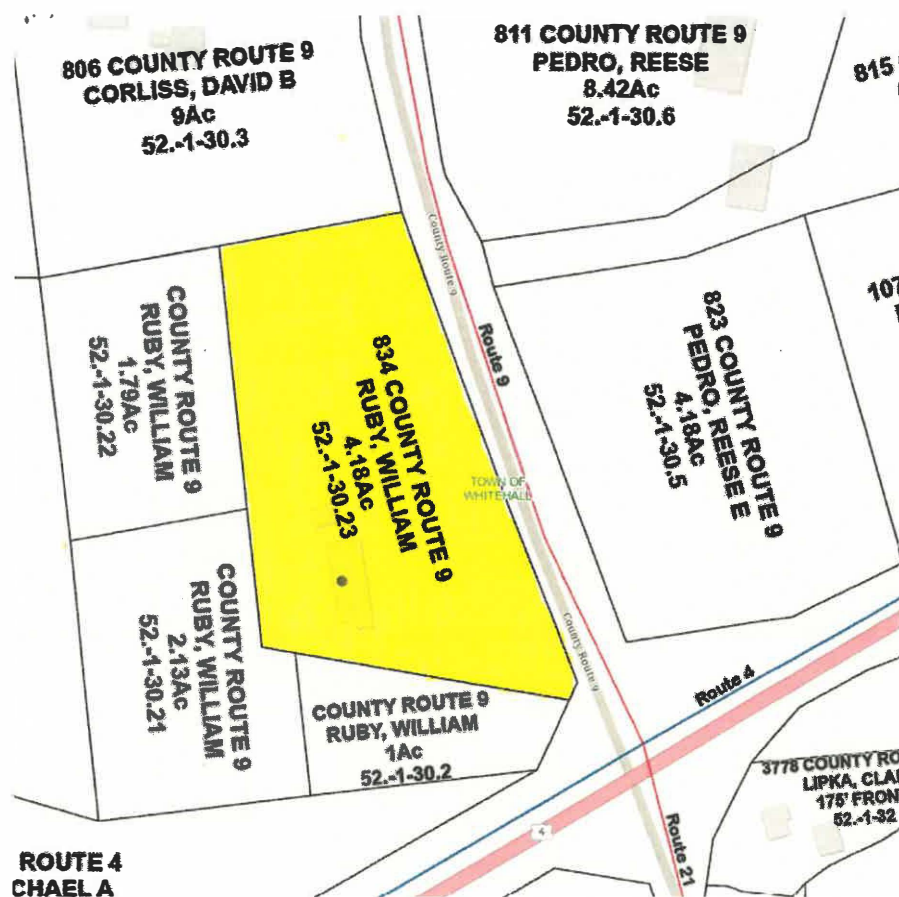 806 COUNTY ROUTE 9
CORLISS, DAVID B
9Ac
52.-1-30.3
811 COUNTY ROUTE 9
PEDRO, REESE
8.42Ac
52.-1-30.6
815
107
COUNTY ROUTE 9
RUBY, WILLIAM
1.79Ac
52.-1-30.22
834 COUNTY ROUTE 9
RUBY, WILLIAM
4.18Ac
52.-1-30.23
County Route 9
Route 9
823 COUNTY ROUTE 9
PEDRO, REESE E
4.18Ac
52.-1-30.5
TOWN OF
WHITEHALL
COUNTY ROUTE 9
RUBY, WILLIAM
2.13Ac
52.-1-30.21
County Route 9
COUNTY ROUTE 9
RUBY, WILLIAM
1Ac
52.-1-30.2
Route 4
4
Route 21
3778 COUNTY RO
LIPKA, CLA
175' FRON
52.-1-32
ROUTE 4
CHAEL A